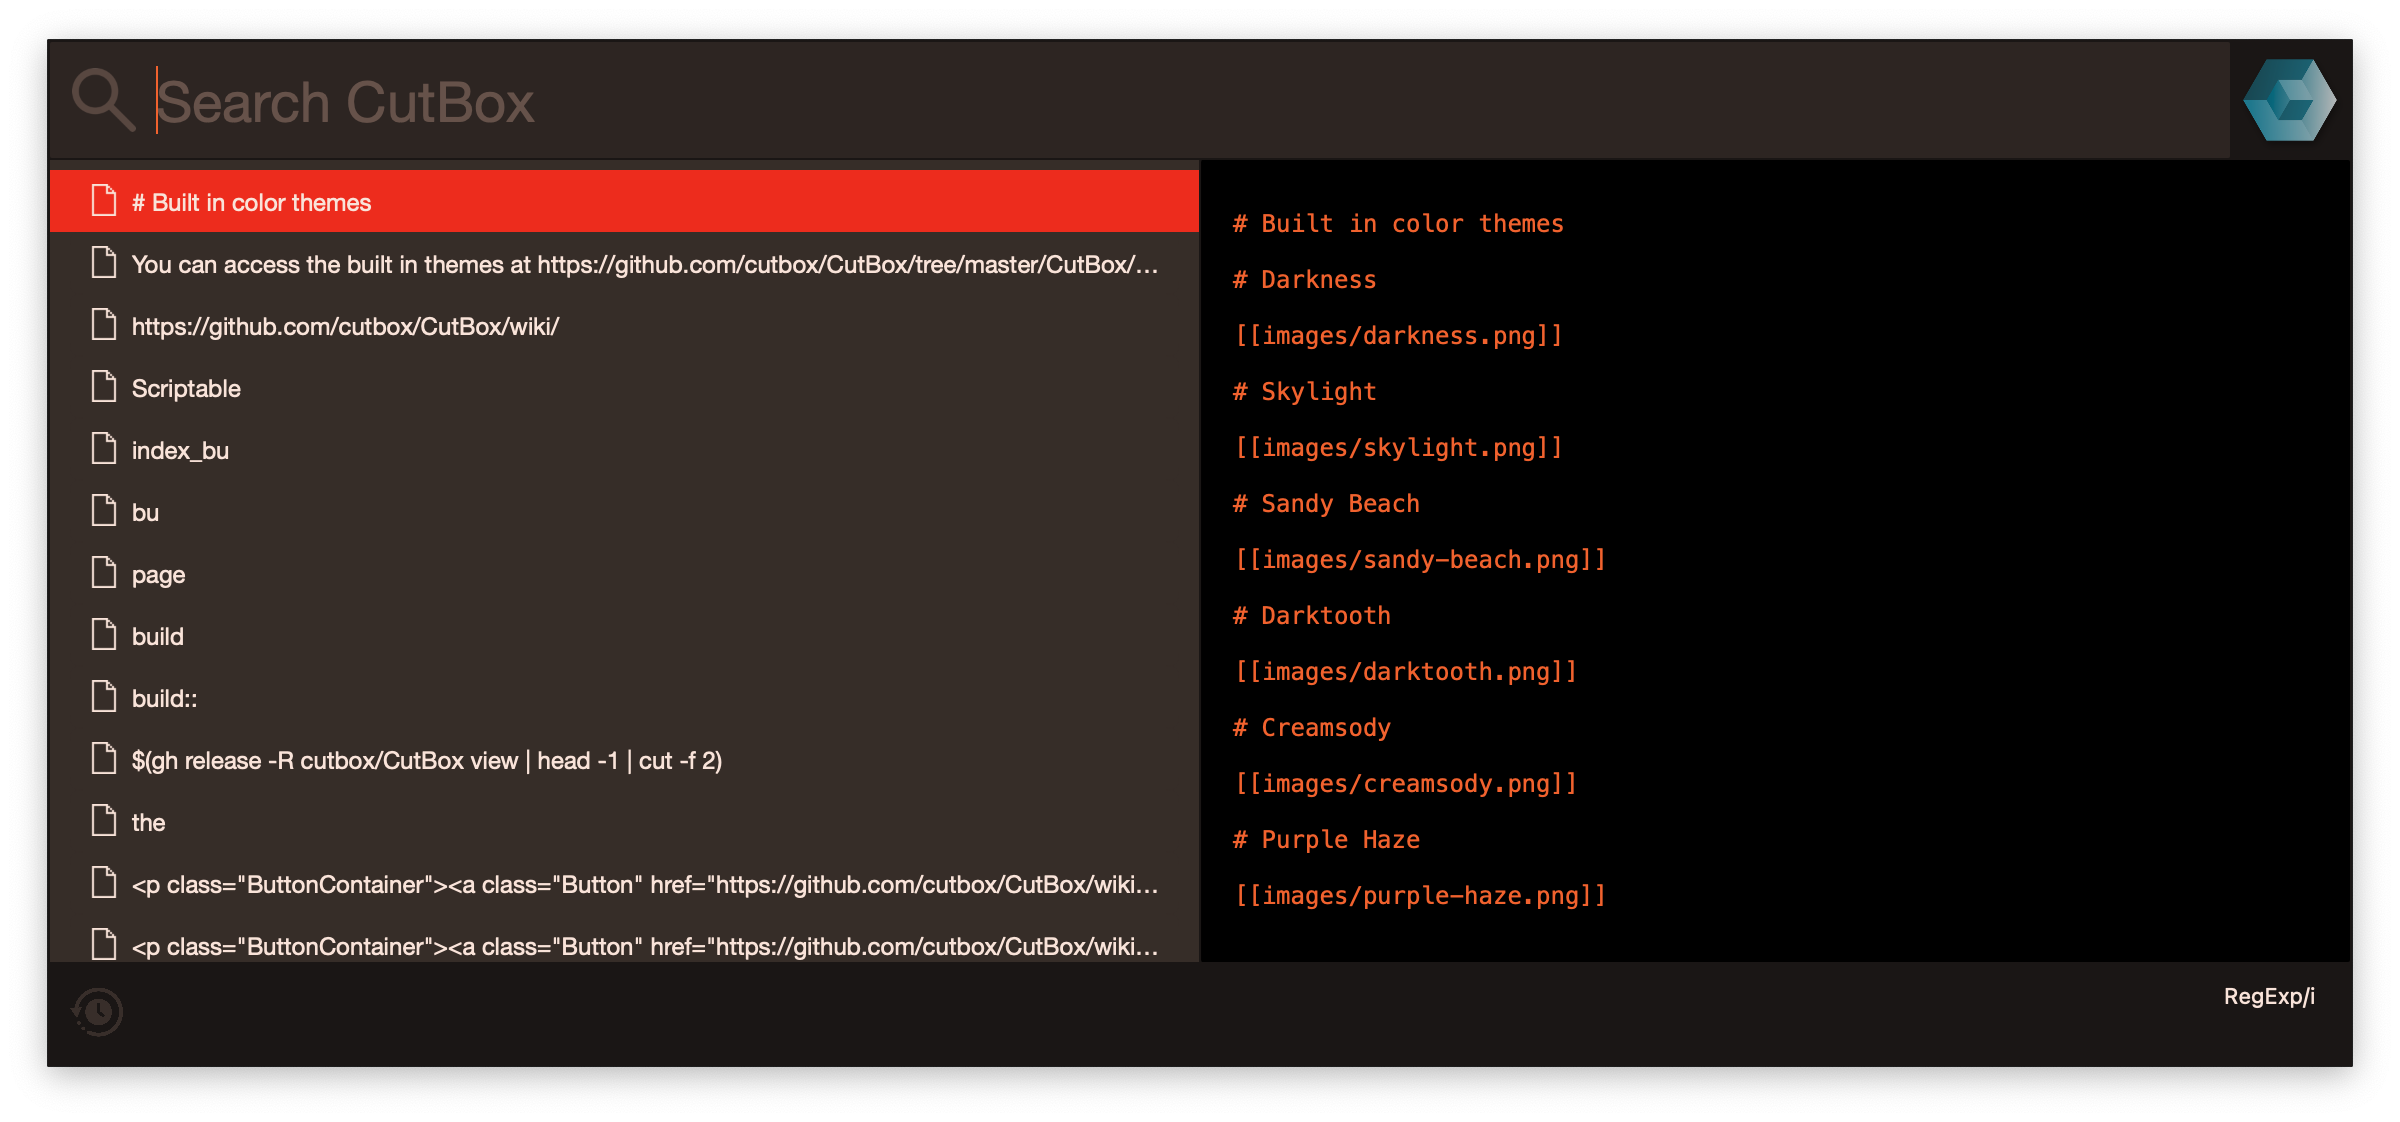 Search CutBox
# Built in color themes
You can access the built in themes at https://github.com/cutbox/CutBox/tree/master/CutBox/...
https://github.com/cutbox/CutBox/wiki/
Scriptable
index_bu
bu
page
build
build::
$(gh release -R cutbox/CutBox view | head -1 | cut -f 2)
the
<p class="ButtonContainer"><a class="Button" href="https://github.com/cutbox/CutBox/wiki...
<p class="ButtonContainer"><a class="Button" href="https://github.com/cutbox/CutBox/wiki...
# Built in color themes
# Darkness
[[images/darkness.png]]
# Skylight
[[images/skylight.png]]
# Sandy Beach
[[images/sandy-beach.png]]
# Darktooth
[[images/darktooth.png]]
# Creamsody
[[images/creamsody.png]]
# Purple Haze
[[images/purple-haze.png]]
RegExp/i